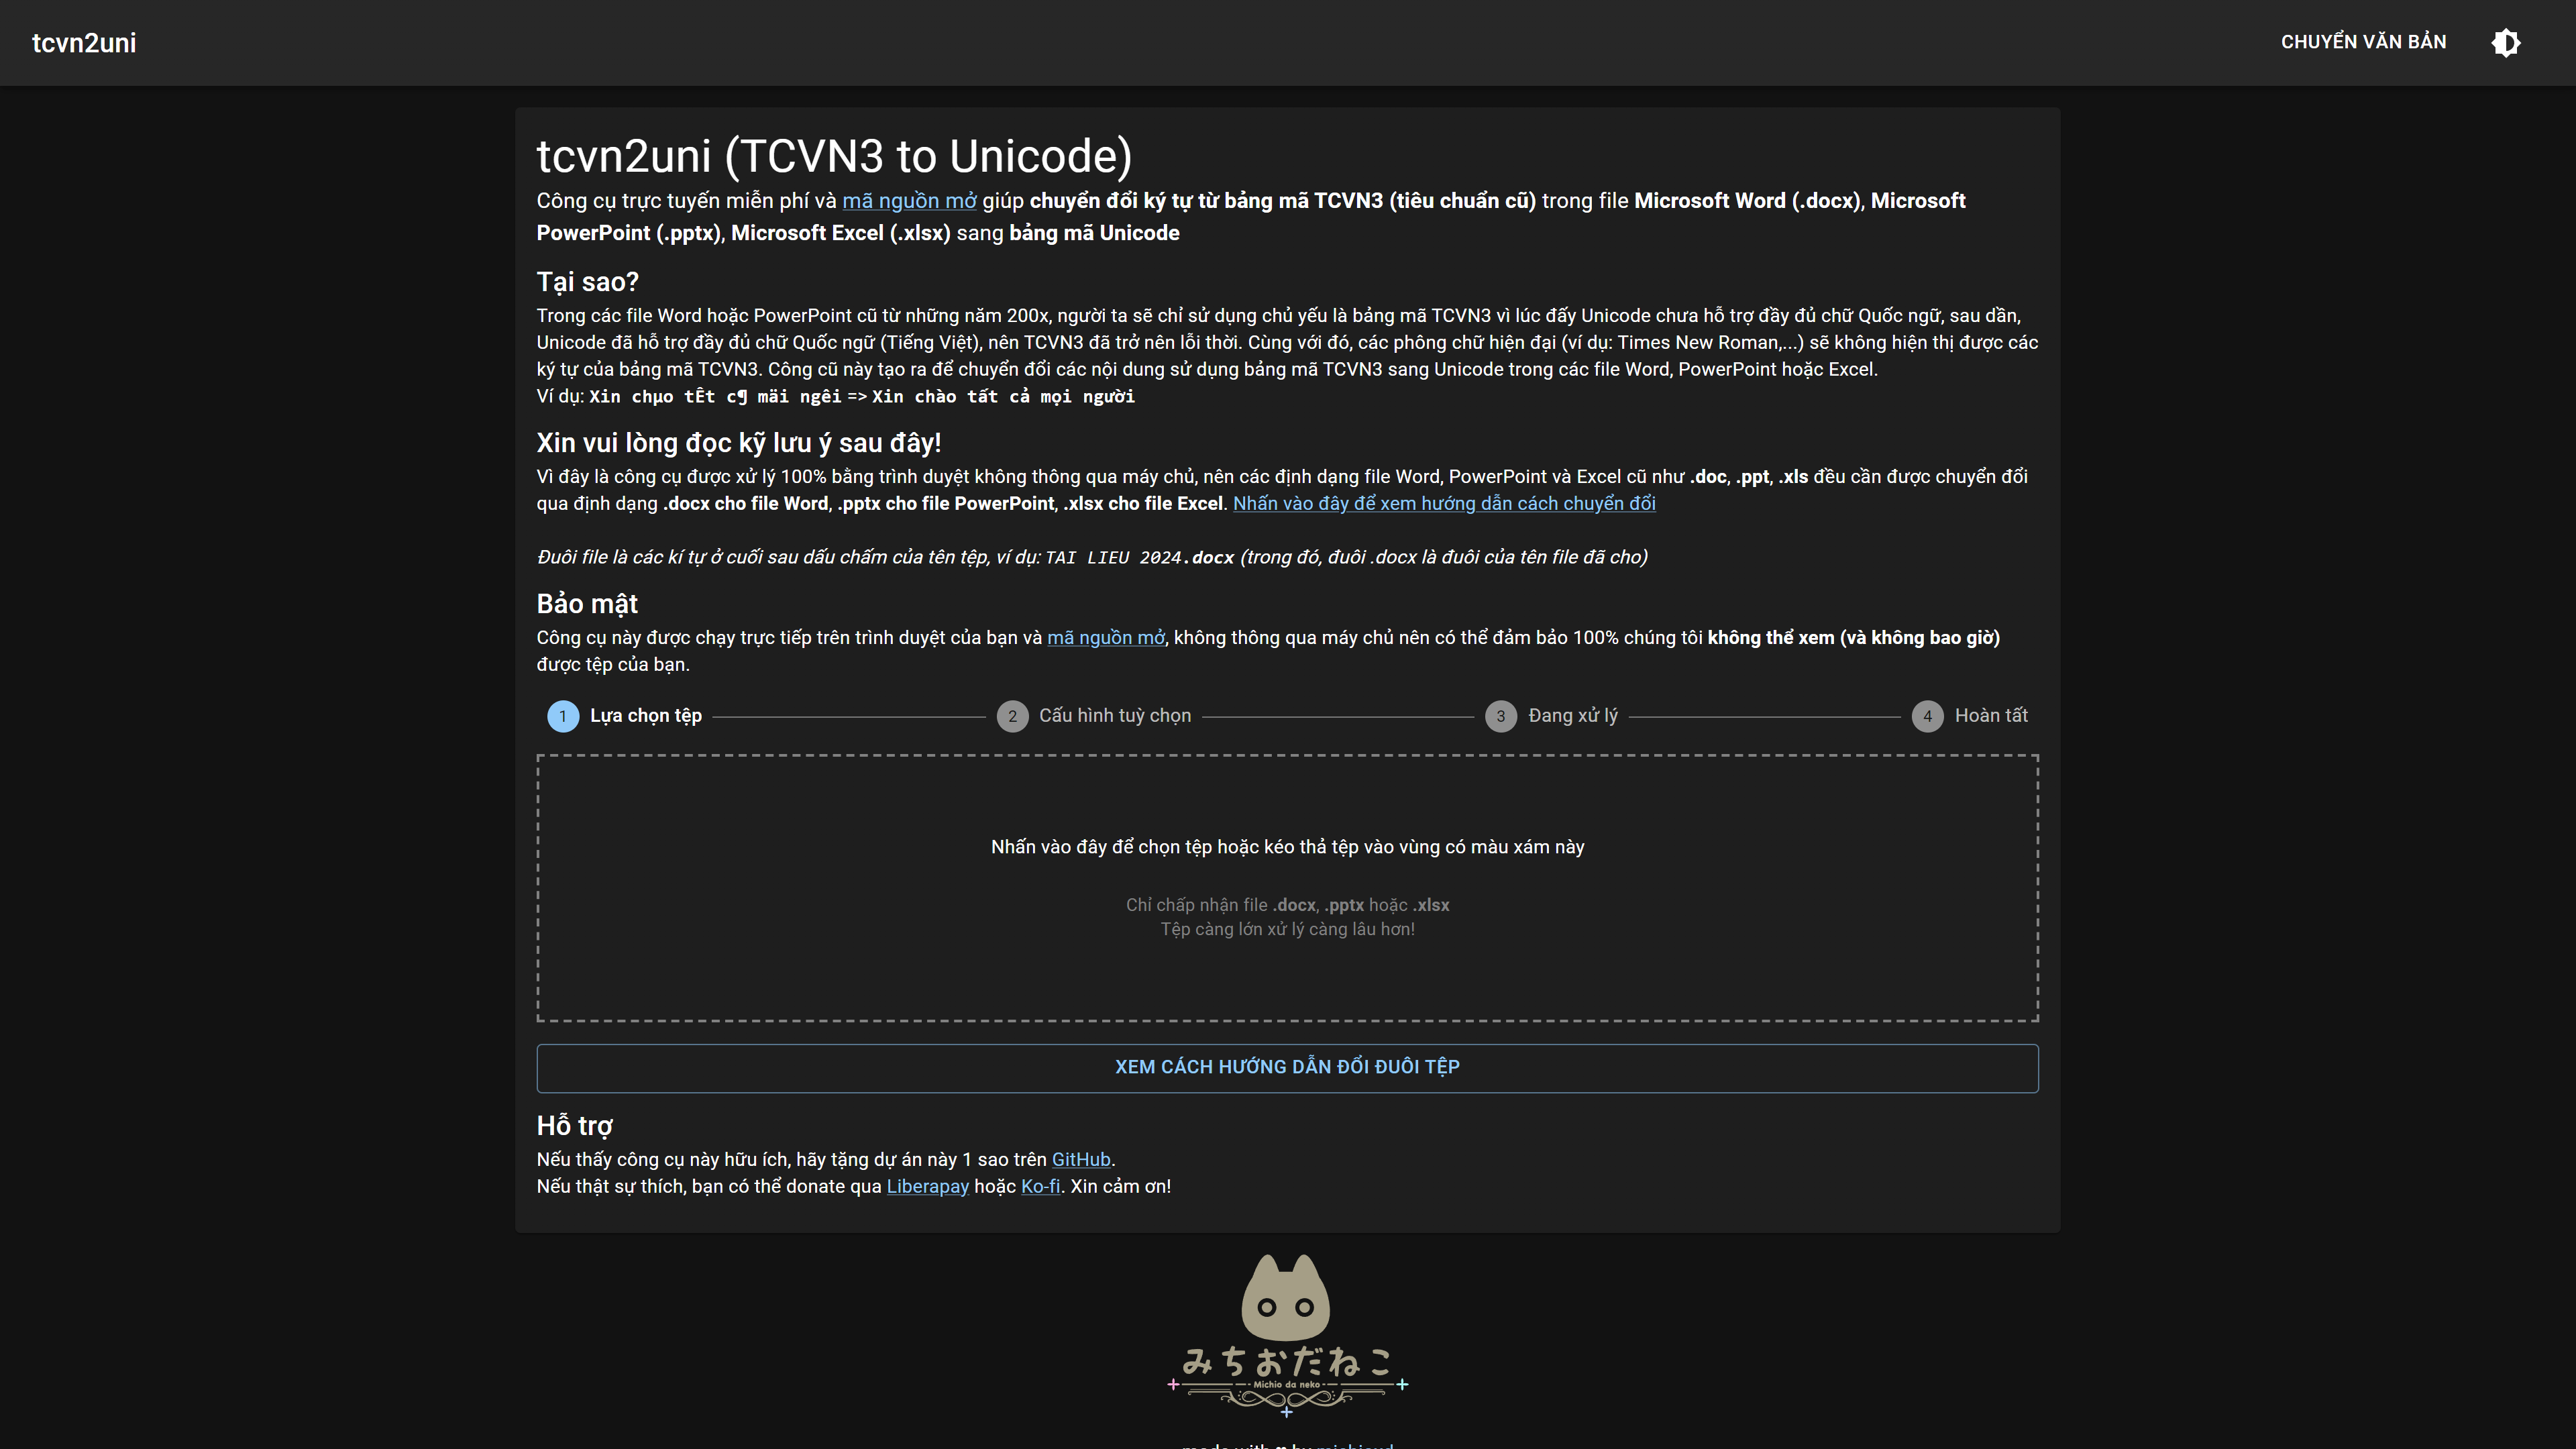 tcvn2uni
CHUYỂN VĂN BẢN
tcvn2uni (TCVN3 to Unicode)
Công cụ trực tuyến miễn phí và mã nguồn mở giúp chuyển đổi ký tự từ bảng mã TCVN3 (tiêu chuẩn cũ) trong file Microsoft Word (.docx), Microsoft
PowerPoint (.pptx), Microsoft Excel (.xlsx) sang bảng mã Unicode
Tại sao?
Trong các file Word hoặc PowerPoint cũ từ những năm 200x, người ta sẽ chỉ sử dụng chủ yếu là bảng mã TCVN3 vì lúc đấy Unicode chưa hỗ trợ đầy đủ chữ Quốc ngữ, sau dần,
Unicode đã hỗ trợ đầy đủ chữ Quốc ngữ (Tiếng Việt), nên TCVN3 đã trở nên lỗi thời. Cùng với đó, các phông chữ hiện đại (ví dụ: Times New Roman,...) sẽ không hiện thị được các
ký tự của bảng mã TCVN3. Công cũ này tạo ra để chuyển đổi các nội dung sử dụng bảng mã TCVN3 sang Unicode trong các file Word, PowerPoint hoặc Excel.
Ví dụ: Xin chµo tÊt c¶ mäi ngêi => Xin chào tất cả mọi người
Xin vui lòng đọc kỹ lưu ý sau đây!
Vì đây là công cụ được xử lý 100% bằng trình duyệt không thông qua máy chủ, nên các định dạng file Word, PowerPoint và Excel cũ như .doc, .ppt, .xls đều cần được chuyển đổi
qua định dạng .docx cho file Word, .pptx cho file PowerPoint, .xlsx cho file Excel. Nhấn vào đây để xem hướng dẫn cách chuyển đổi
Đuôi file là các kí tự ở cuối sau dấu chấm của tên tệp, ví dụ: TAI LIEU 2024.docx (trong đó, đuôi .docx là đuôi của tên file đã cho)
Bảo mật
Công cụ này được chạy trực tiếp trên trình duyệt của bạn và mã nguồn mở, không thông qua máy chủ nên có thể đảm bảo 100% chúng tôi không thể xem (và không bao giờ)
được tệp của bạn.
1 Lựa chọn tệp 2 Cấu hình tuỳ chọn 3 Đang xử lý 4 Hoàn tất
Nhấn vào đây để chọn tệp hoặc kéo thả tệp vào vùng có màu xám này
Chỉ chấp nhận file .docx, .pptx hoặc .xlsx
Tệp càng lớn xử lý càng lâu hơn!
XEM CÁCH HƯỚNG DẪN ĐỔI ĐUÔI TỆP
Hỗ trợ
Nếu thấy công cụ này hữu ích, hãy tặng dự án này 1 sao trên GitHub.
Nếu thật sự thích, bạn có thể donate qua Liberapay hoặc Ko-fi. Xin cảm ơn!
みちおだねこ
Michio da neko